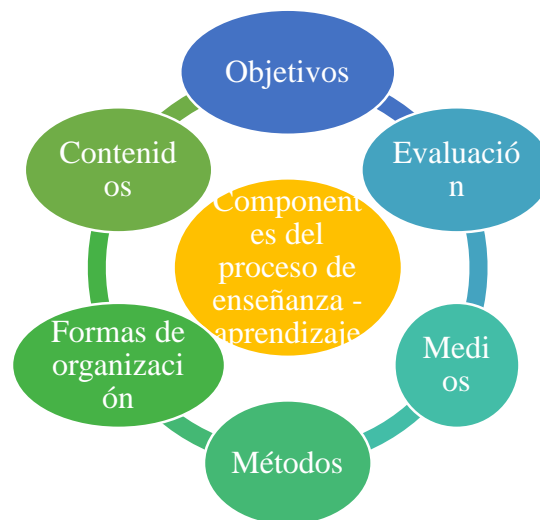 Objetivos
Evaluació
n
Medi
os
Métodos
Formas de
organizaci
ón
Contenid
os
Component
es del
proceso de
enseñanza -
aprendizaje